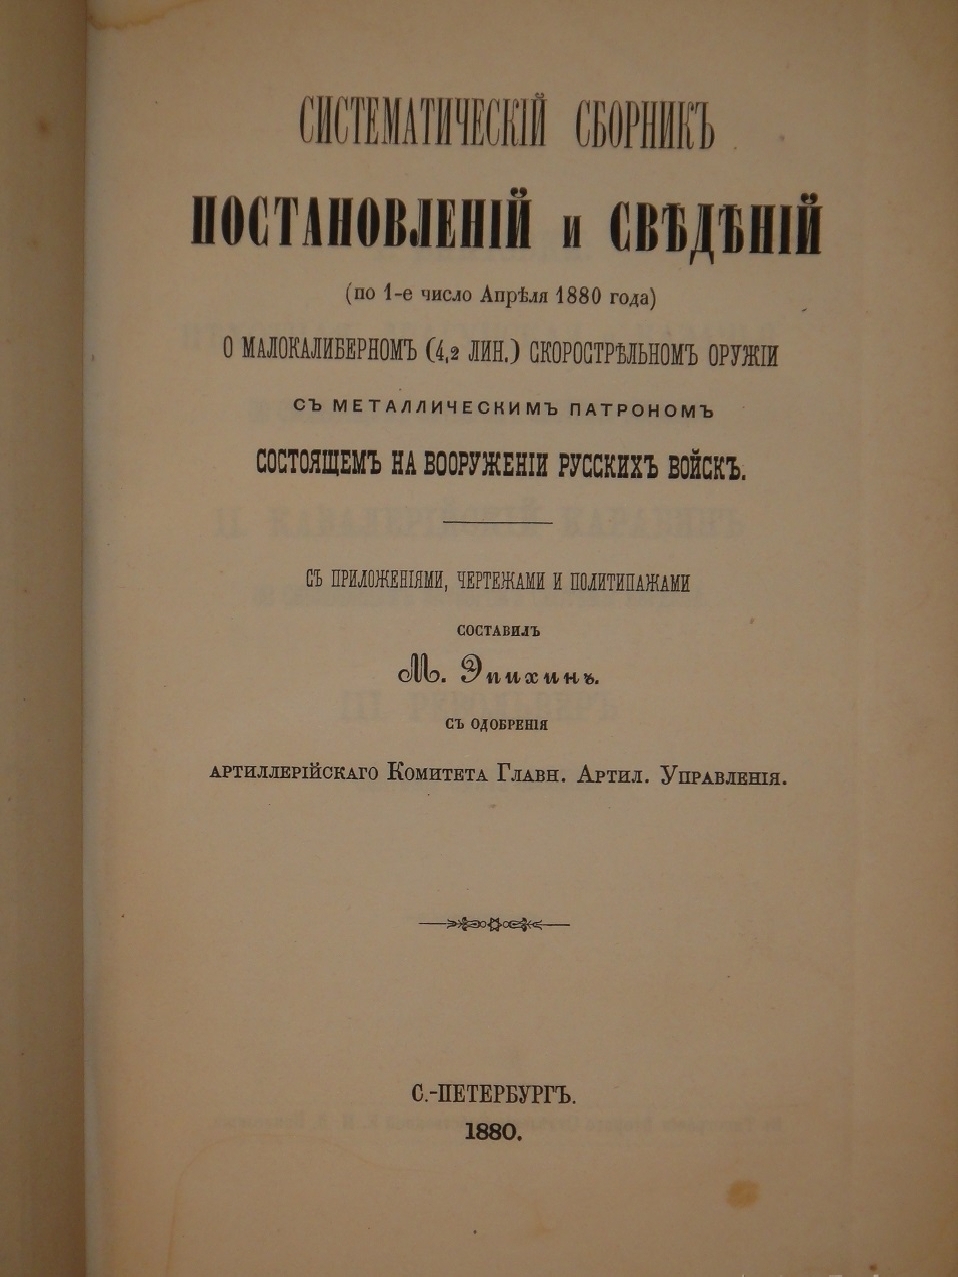 СИСТЕМАТИЧЕСКІЙ СБОРНИКЪ
ПОСТАНОВЛЕНІЙ и СВѢДѢНІЙ
(по 1-е число Апрѣля 1880 года)
О МАЛОКАЛИБЕРНОМЪ (4,2 ЛИН.) СКОРОСТРѢЛЬНОМЪ ОРУЖІИ
СЪ МЕТАЛЛИЧЕСКИМЪ ПАТРОНОМЪ
СОСТОЯЩЕМЪ НА ВООРУЖЕНІИ РУССКИХЪ ВОЙСКЪ.
СЪ ПРИЛОЖЕНІЯМИ, ЧЕРТЕЖАМИ И ПОЛИТИПАЖАМИ
СОСТАВИЛЪ
М. Эпихинъ.
СЪ ОДОБРЕНІЯ
АРТИЛЛЕРІЙСКАГО КОМИТЕТА ГЛАВН. АРТИЛ. УПРАВЛЕНІЯ.
С.-ПЕТЕРБУРГЪ.
1880.